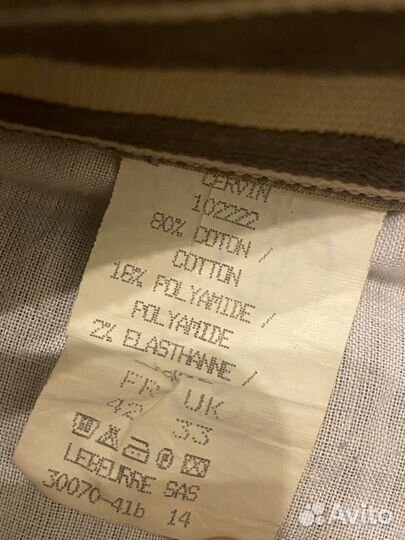 CERVIN
102222
80% COTON /
COTTON
18% POLYAMIDE /
POLYAMIDE
2% ELASTHANNE /
FR UK
42 33
LEBEURRE SAS
30070-41b 14
Avito